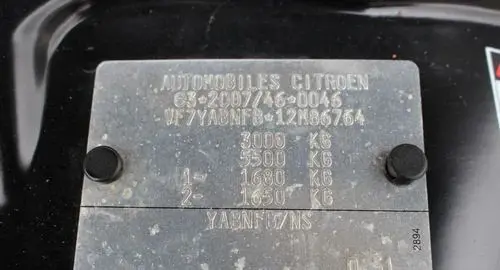 AUTOMOBILES CITROEN
e3*2007/46*0046
VF7YABNFB*12M86764
3000 KG
5500 KG
1- 1680 KG
2- 1650 KG
YABNFB/NS
2894